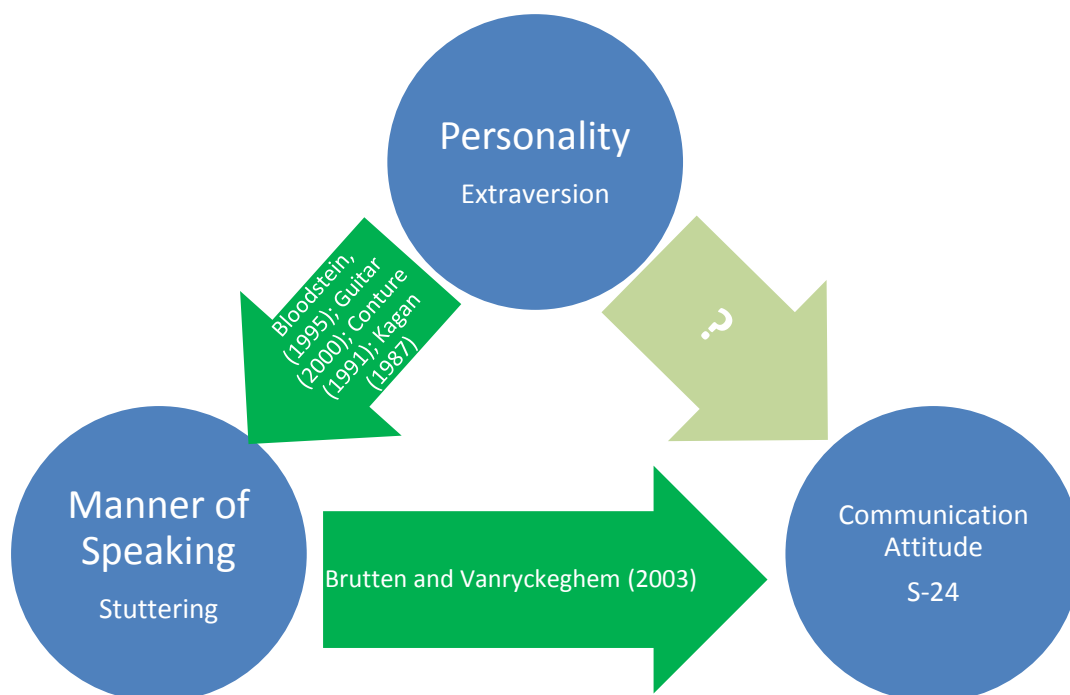 Personality
Extraversion
Bloodstein,
(1995); Guitar
(2000); Conture
(1991); Kagan
(1987)
?
Manner of
Speaking
Stuttering
Brutten and Vanryckeghem (2003)
Communication
Attitude
S-24